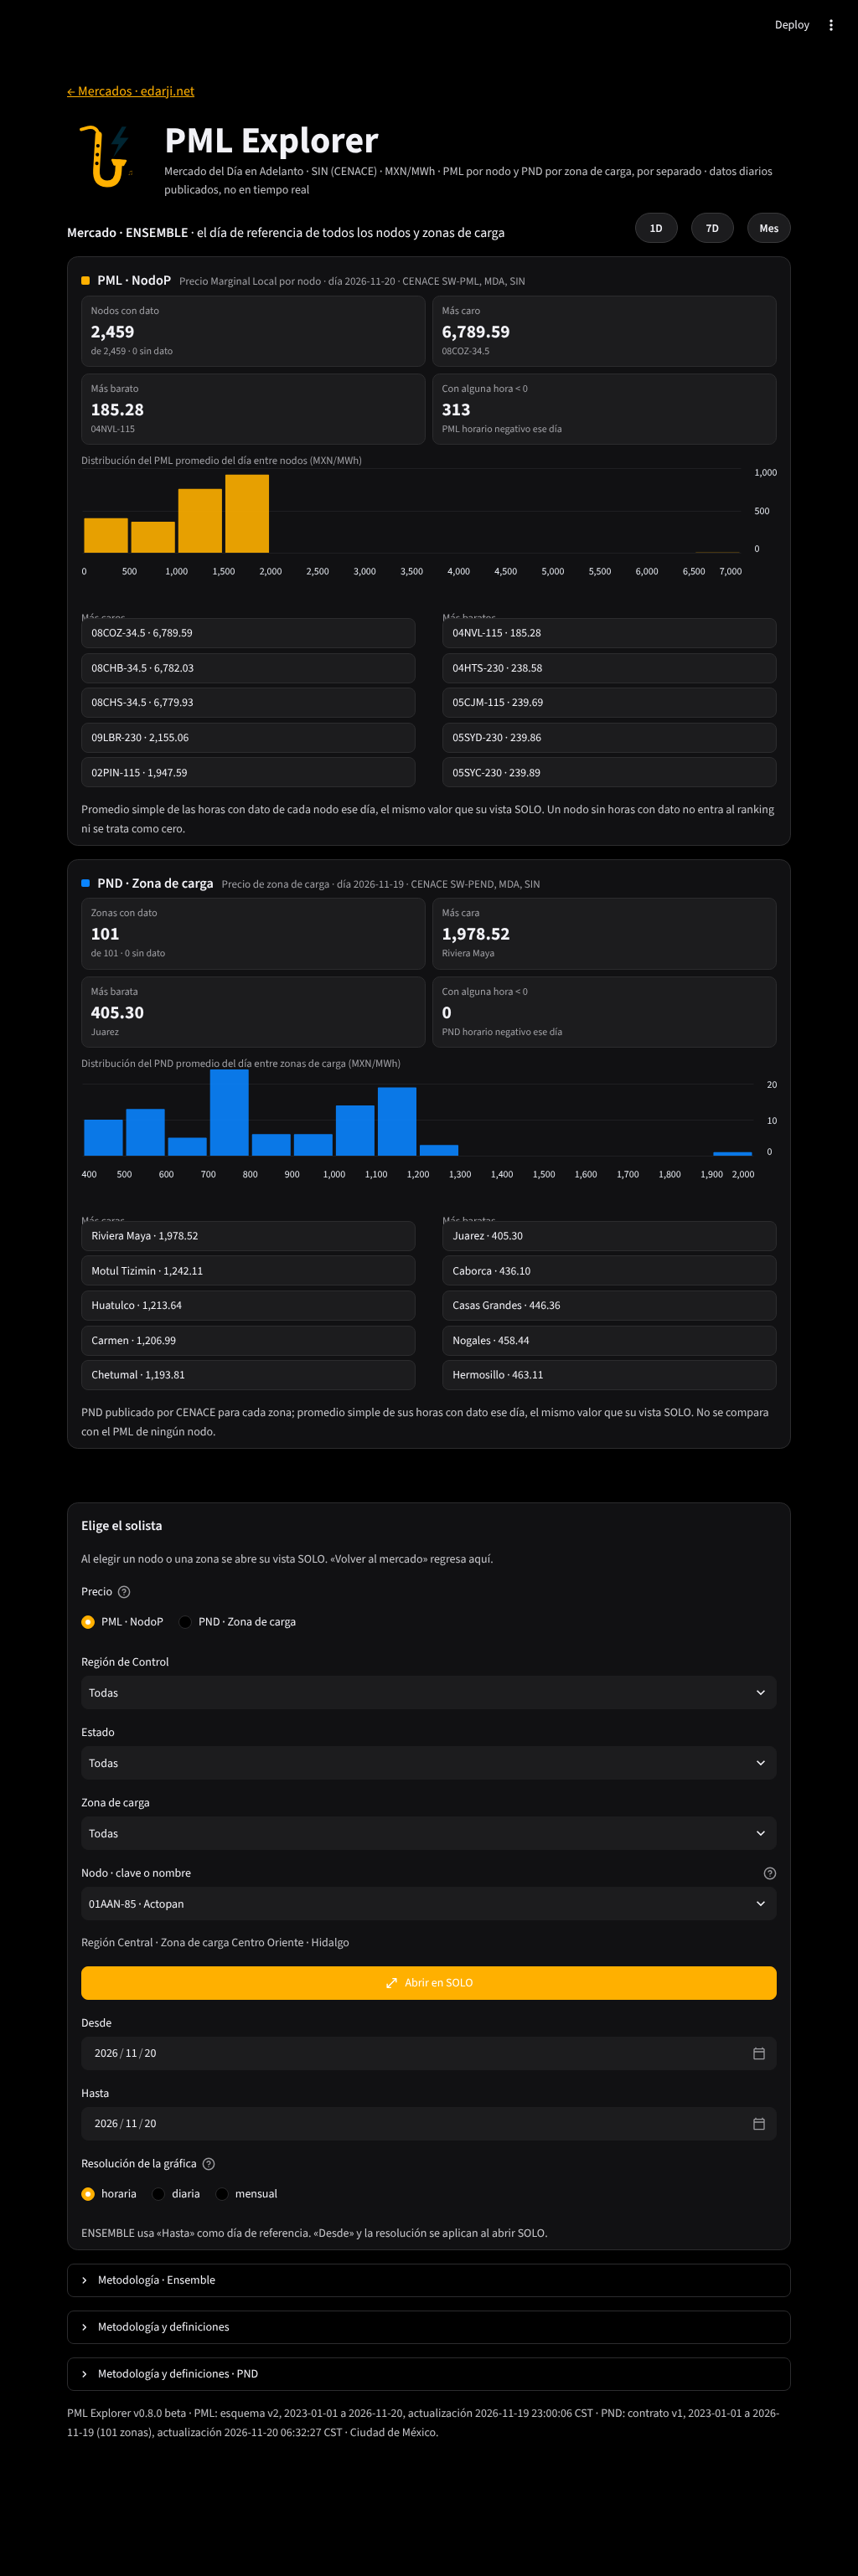 Deploy
← Mercados · edarji.net
PML Explorer
Mercado del Día en Adelanto · SIN (CENACE) · MXN/MWh · PML por nodo y PND por zona de carga, por separado · datos diarios
publicados, no en tiempo real
Mercado · ENSEMBLE · el día de referencia de todos los nodos y zonas de carga
1D
7D
Mes
PML · NodoP Precio Marginal Local por nodo · día 2026-11-20 · CENACE SW-PML, MDA, SIN
Nodos con dato
2,459
de 2,459 · 0 sin dato
Más caro
6,789.59
08COZ-34.5
Más barato
185.28
04NVL-115
Con alguna hora < 0
313
PML horario negativo ese día
Distribución del PML promedio del día entre nodos (MXN/MWh)
1,000
500
0
0 500 1,000 1,500 2,000 2,500 3,000 3,500 4,000 4,500 5,000 5,500 6,000 6,500 7,000
Más caros
08COZ-34.5 · 6,789.59
08CHB-34.5 · 6,782.03
08CHS-34.5 · 6,779.93
09LBR-230 · 2,155.06
02PIN-115 · 1,947.59
Más baratos
04NVL-115 · 185.28
04HTS-230 · 238.58
05CJM-115 · 239.69
05SYD-230 · 239.86
05SYC-230 · 239.89
Promedio simple de las horas con dato de cada nodo ese día, el mismo valor que su vista SOLO. Un nodo sin horas con dato no entra al ranking
ni se trata como cero.
PND · Zona de carga Precio de zona de carga · día 2026-11-19 · CENACE SW-PEND, MDA, SIN
Zonas con dato
101
de 101 · 0 sin dato
Más cara
1,978.52
Riviera Maya
Más barata
405.30
Juarez
Con alguna hora < 0
0
PND horario negativo ese día
Distribución del PND promedio del día entre zonas de carga (MXN/MWh)
20
10
0
400 500 600 700 800 900 1,000 1,100 1,200 1,300 1,400 1,500 1,600 1,700 1,800 1,900 2,000
Más caras
Riviera Maya · 1,978.52
Motul Tizimin · 1,242.11
Huatulco · 1,213.64
Carmen · 1,206.99
Chetumal · 1,193.81
Más baratas
Juarez · 405.30
Caborca · 436.10
Casas Grandes · 446.36
Nogales · 458.44
Hermosillo · 463.11
PND publicado por CENACE para cada zona; promedio simple de sus horas con dato ese día, el mismo valor que su vista SOLO. No se compara
con el PML de ningún nodo.
Elige el solista
Al elegir un nodo o una zona se abre su vista SOLO. «Volver al mercado» regresa aquí.
Precio
PML · NodoP
PND · Zona de carga
Región de Control
Todas
Estado
Todas
Zona de carga
Todas
Nodo · clave o nombre
01AAN-85 · Actopan
Región Central · Zona de carga Centro Oriente · Hidalgo
Abrir en SOLO
Desde
2026 / 11 / 20
Hasta
2026 / 11 / 20
Resolución de la gráfica
horaria
diaria
mensual
ENSEMBLE usa «Hasta» como día de referencia. «Desde» y la resolución se aplican al abrir SOLO.
Metodología · Ensemble
Metodología y definiciones
Metodología y definiciones · PND
PML Explorer v0.8.0 beta · PML: esquema v2, 2023-01-01 a 2026-11-20, actualización 2026-11-19 23:00:06 CST · PND: contrato v1, 2023-01-01 a 2026-
11-19 (101 zonas), actualización 2026-11-20 06:32:27 CST · Ciudad de México.